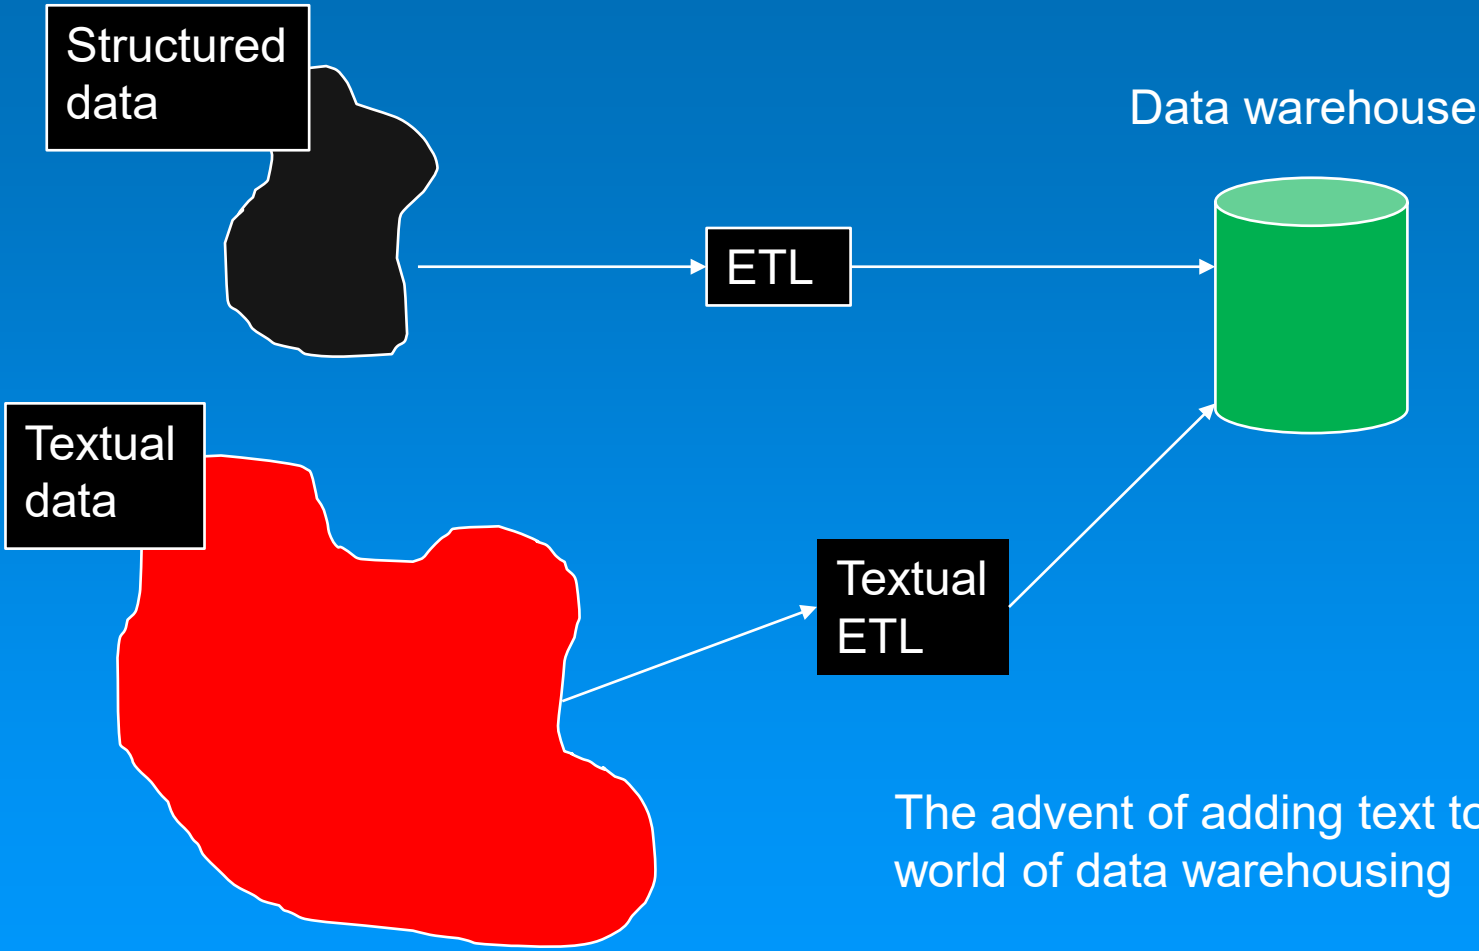 Structured
data
Data warehouse
ETL
Textual
data
Textual
ETL
The advent of adding text to
world of data warehousing